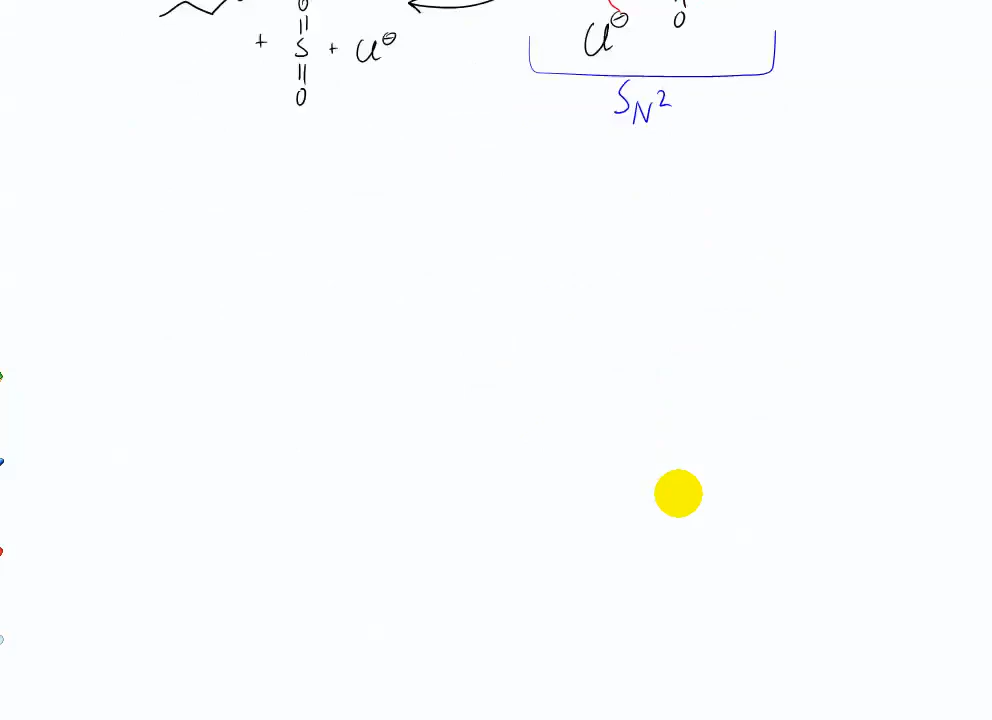 O
||
+ S + Cl⊖
||
O
Cl⊖ O
SN2